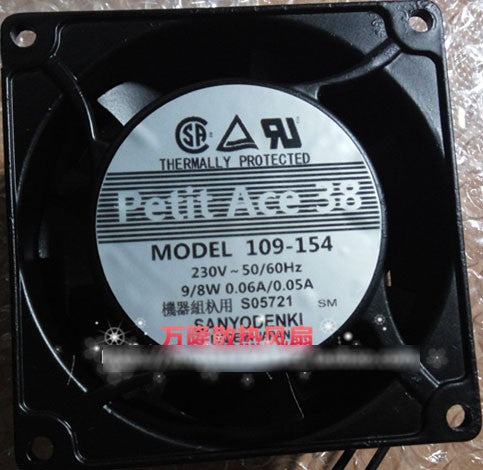 THERMALLY PROTECTED
Petit Ace 38
MODEL 109-154
230V~50/60Hz
9/8W 0.06A/0.05A
機器組込用 S05721 SM
SANYODENKI
万隆散热风扇